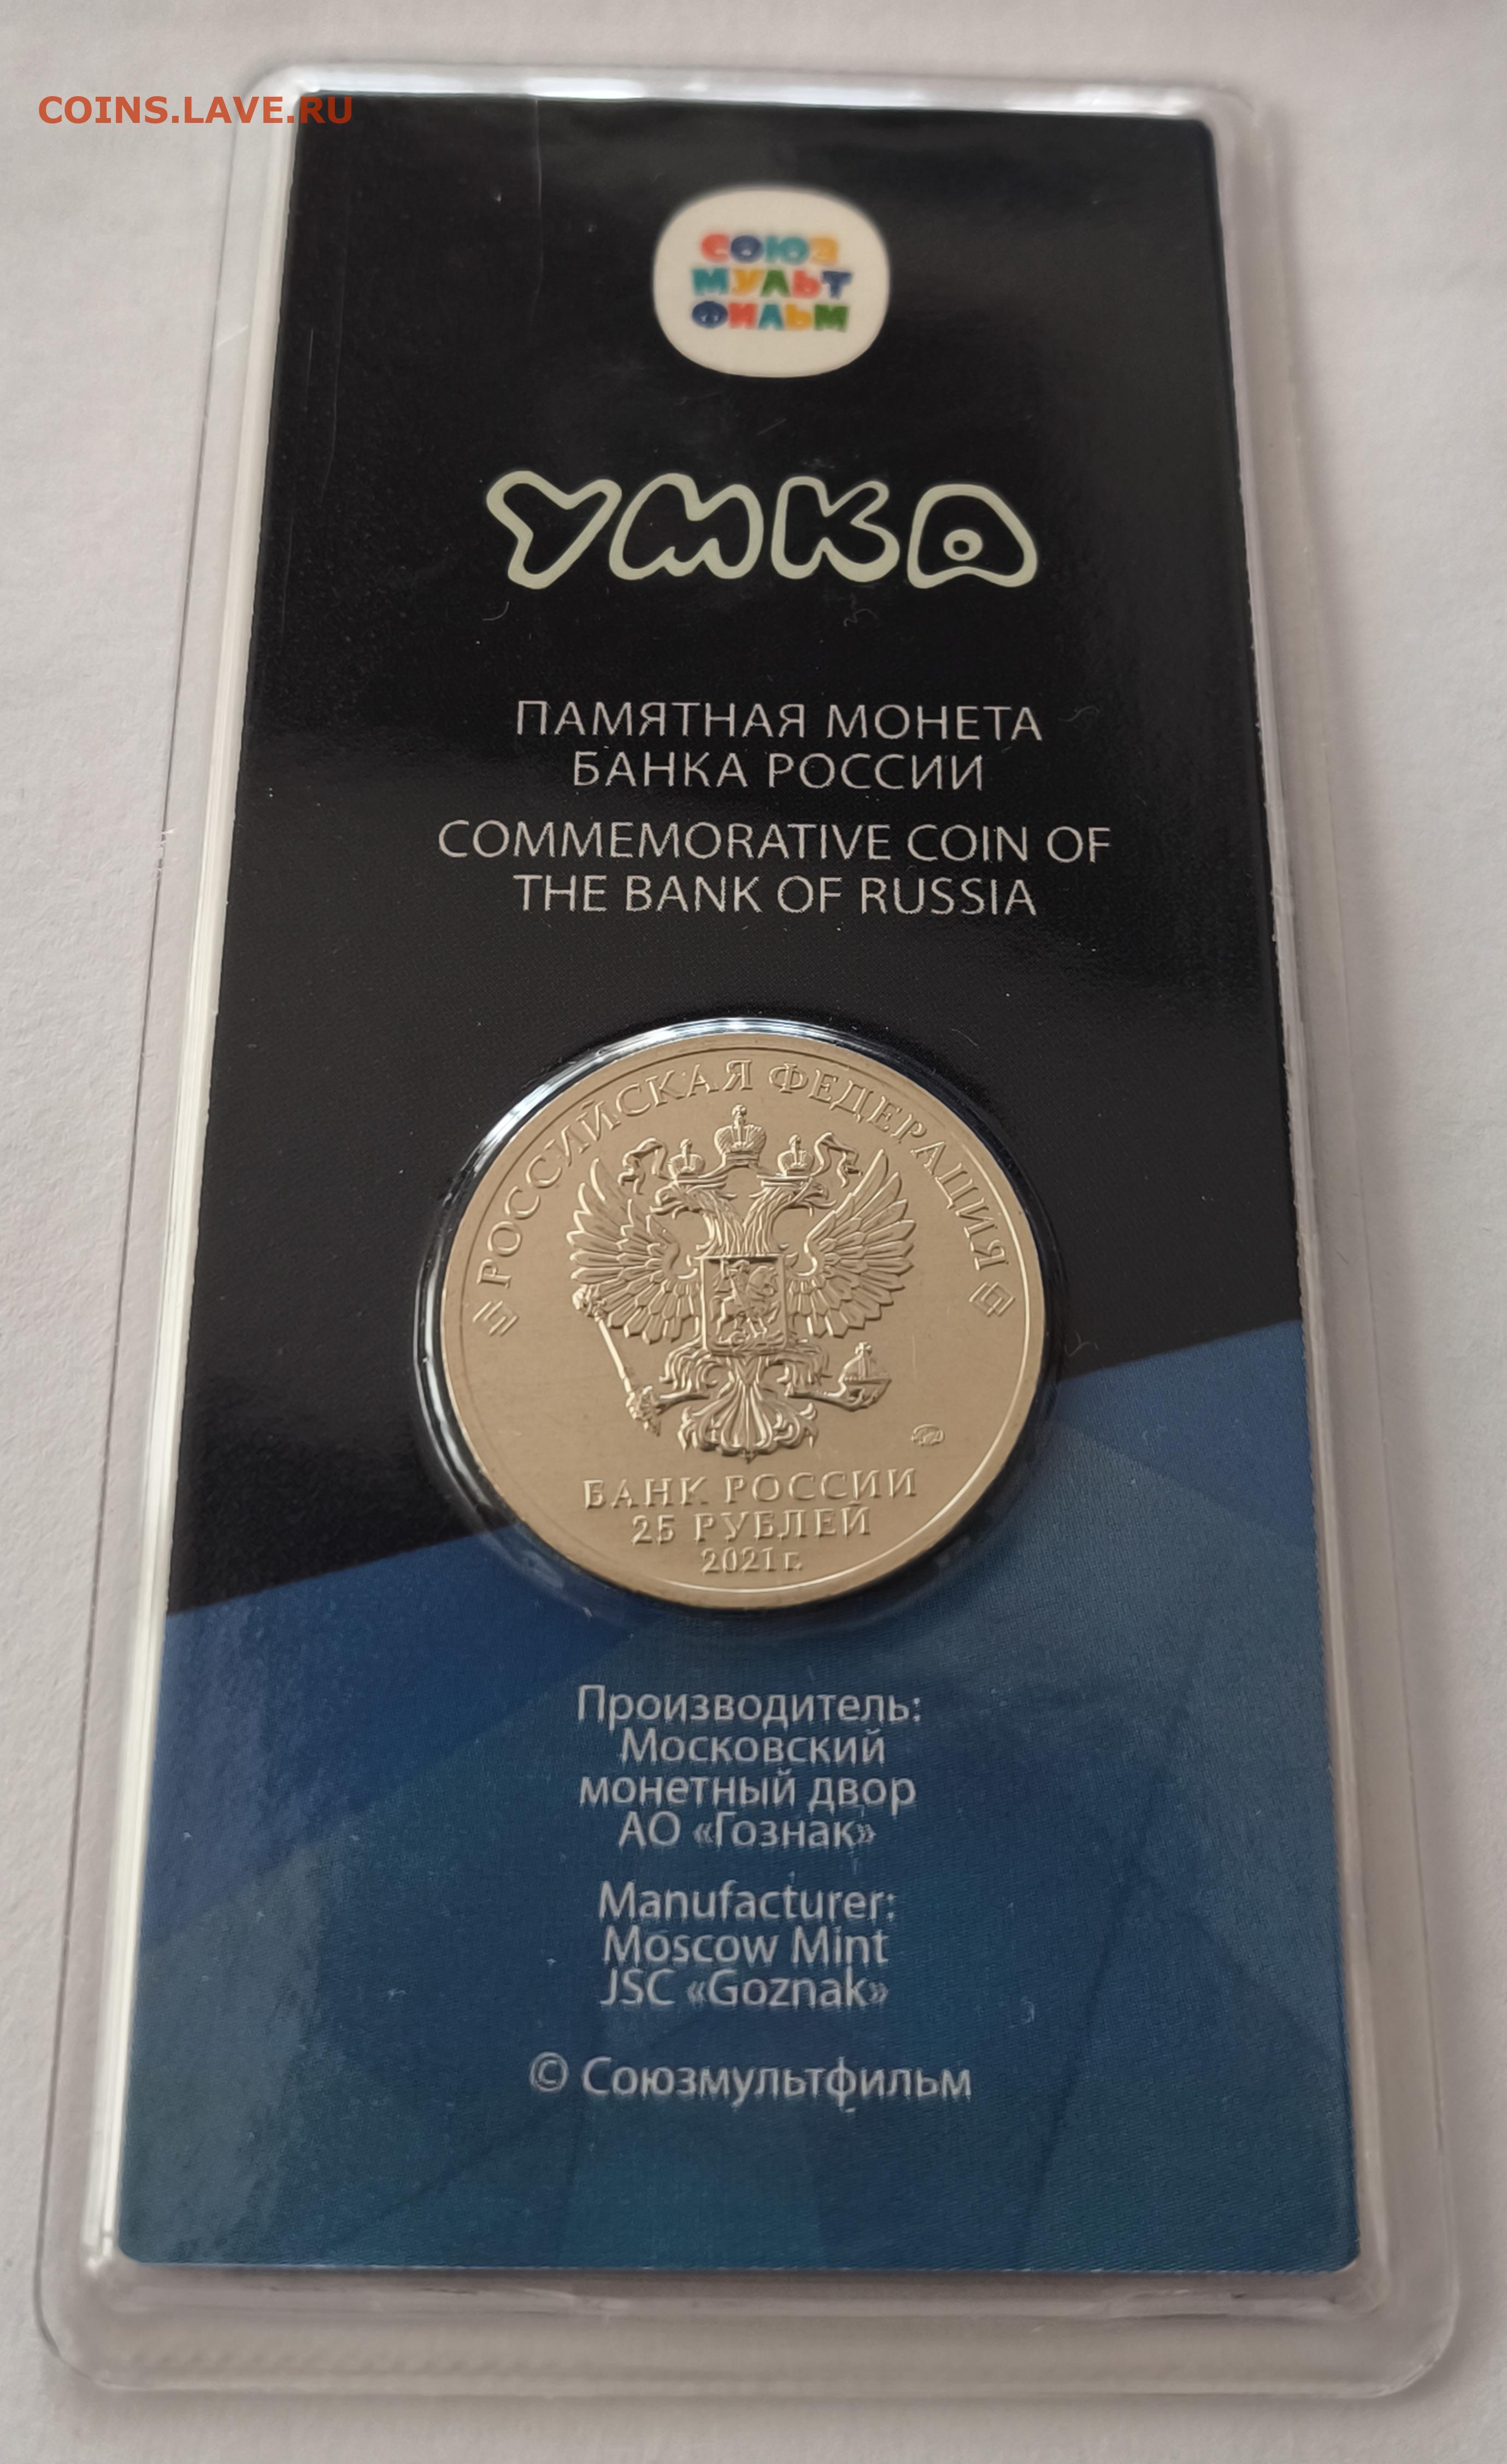 COINS.LAVE.RU
СОЮЗ
МУЛЬТ
ФИЛЬМ
УМКА
ПАМЯТНАЯ МОНЕТА
БАНКА РОССИИ
COMMEMORATIVE COIN OF
THE BANK OF RUSSIA
РОССИЙСКАЯ ФЕДЕРАЦИЯ
БАНК РОССИИ
25 РУБЛЕЙ
2021 г.
Производитель:
Московский
монетный двор
АО «Гознак»
Manufacturer:
Moscow Mint
JSC «Goznak»
© Союзмультфильм